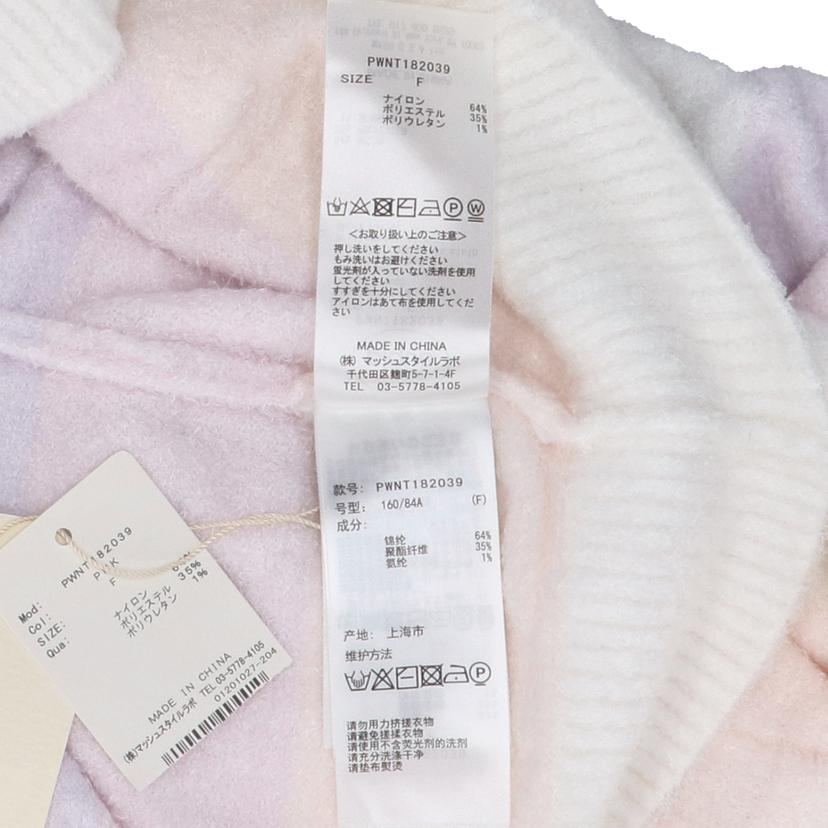 PWNT182039
SIZE F
ナイロン 64%
ポリエステル 35%
ポリウレタン 1%
<お取り扱い上のご注意>
押し洗いをしてください
もみ洗いはお避けください
蛍光剤が入っていない洗剤を使用
してください
すすぎを十分にしてください
アイロンはあて布を使用してくだ
さい
MADE IN CHINA
(株) マッシュスタイルラボ
千代田区麹町5-7-1-4F
TEL 03-5778-4105
款号: PWNT182039
号型: 160/84A (F)
成分:
锦纶 64%
聚酯纤维 35%
氨纶 1%
产地: 上海市
维护方法
请勿用力挤搓衣物
请避免搓揉衣物
请使用不含荧光剂的洗剂
请充分洗涤干净
请垫布熨烫
Mod: PWNT182039
Col:
SIZE: F
Qua: ナイロン
ポリエステル 35%
ポリウレタン 1%
MADE IN CHINA
(株)マッシュスタイルラボ TEL 03-5778-4105
01201027-204